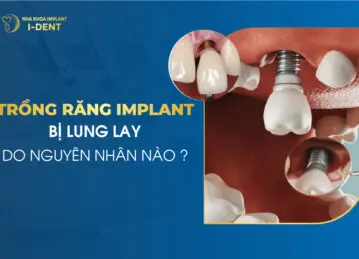 NHA KHOA IMPLANT
I-DENT
TRỒNG RĂNG IMPLANT
BỊ LUNG LAY
DO NGUYÊN NHÂN NÀO ?